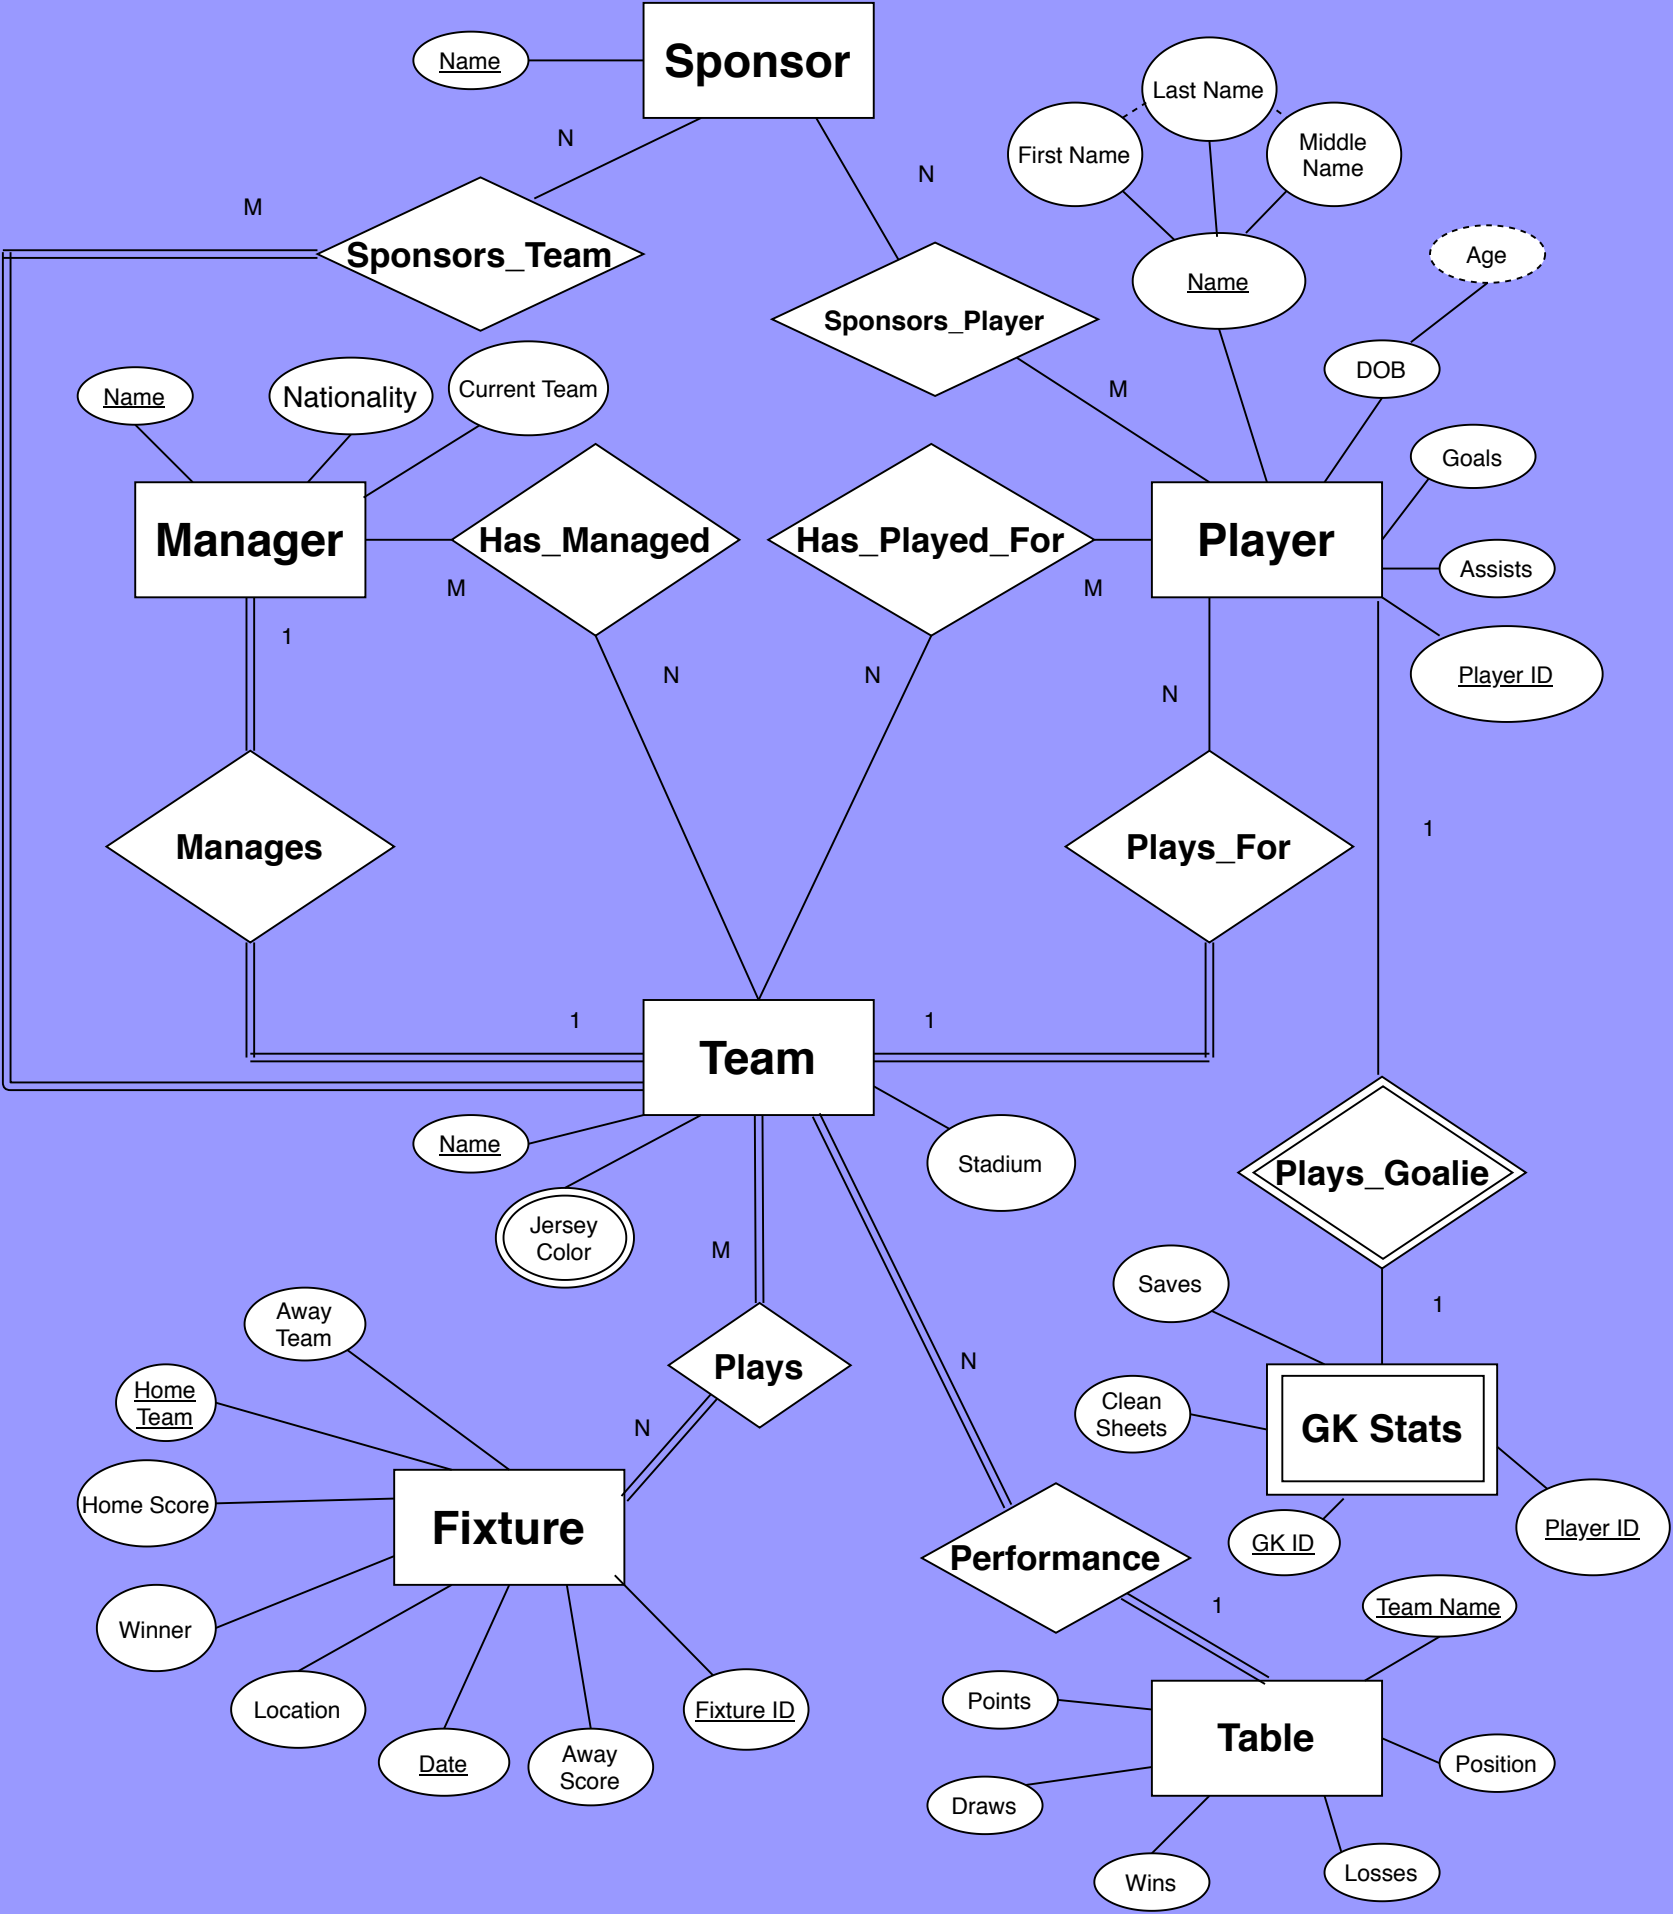 Sponsor
Name
Last Name
First Name
Middle
Name
N
N
M
Sponsors_Team
Name
Age
Sponsors_Player
DOB
Name
Nationality
Current Team
M
Goals
Manager
Has_Managed
Has_Played_For
Player
Assists
M
M
1
N
N
N
Player ID
Manages
Plays_For
1
1
1
Team
Name
Stadium
Plays_Goalie
Jersey
Color
M
Saves
1
Away
Team
Plays
N
Home
Team
Clean
Sheets
N
GK Stats
Home Score
Fixture
Player ID
GK ID
Performance
1
Team Name
Winner
Location
Fixture ID
Points
Table
Date
Away
Score
Position
Draws
Wins
Losses